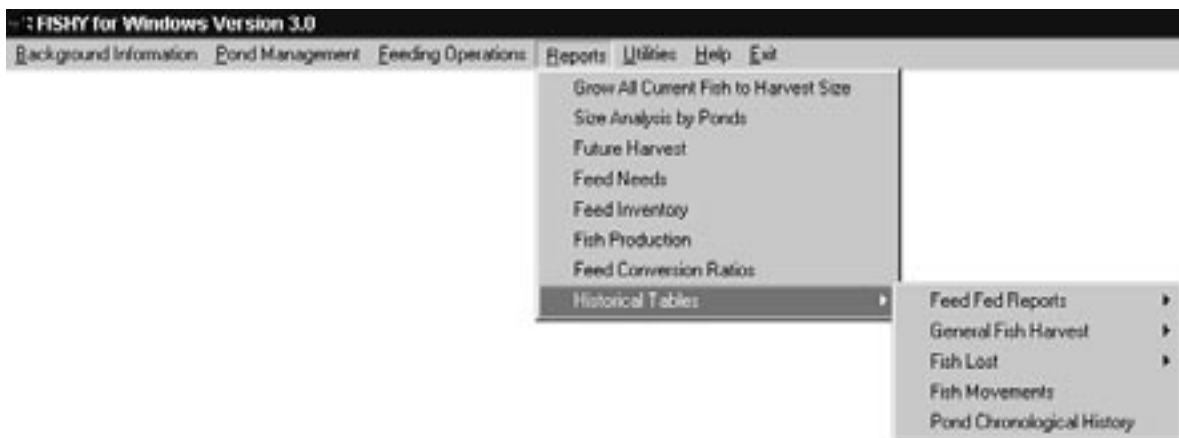 FISHY for Windows Version 3.0
Background Information Pond Management Feeding Operations Reports Utilities Help Exit
Grow All Current Fish to Harvest Size
Size Analysis by Ponds
Future Harvest
Feed Needs
Feed Inventory
Fish Production
Feed Conversion Ratios
Historical Tables
Feed Fed Reports
General Fish Harvest
Fish Lost
Fish Movements
Pond Chronological History